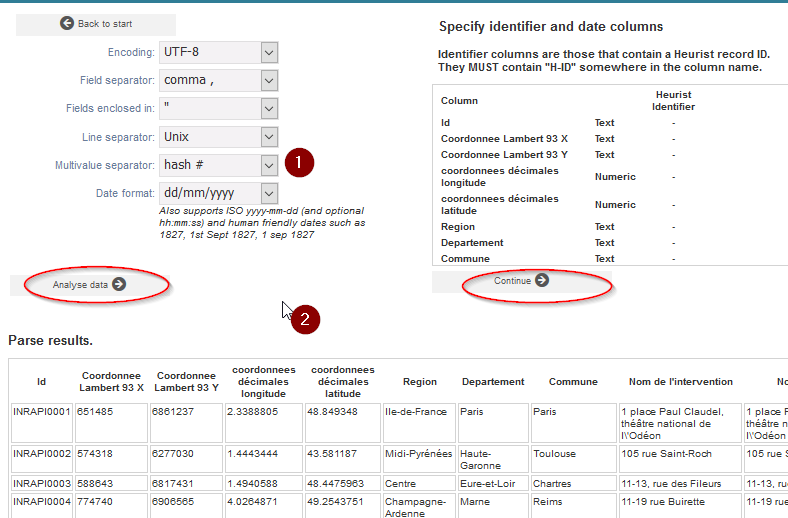 Back to start
Encoding: UTF-8
Field separator: comma ,
Fields enclosed in: "
Line separator: Unix
Multivalue separator: hash #
1
Date format: dd/mm/yyyy
Also supports ISO yyyy-mm-dd (and optional
hh:mm:ss) and human friendly dates such as
1827, 1st Sept 1827, 1 sep 1827
Analyse data
2
Specify identifier and date columns
Identifier columns are those that contain a Heurist record ID.
They MUST contain "H-ID" somewhere in the column name.
Column Heurist Identifier
Id Text -
Coordonnee Lambert 93 X Text -
Coordonnee Lambert 93 Y Text -
coordonnees décimales longitude Numeric -
coordonnees décimales latitude Numeric -
Region Text -
Departement Text -
Commune Text -
Continue
Parse results.
Id Coordonnee Lambert 93 X Coordonnee Lambert 93 Y coordonnees décimales longitude coordonnees décimales latitude Region Departement Commune Nom de l'intervention No
INRAPI0001 651485 6861237 2.3388805 48.849348 Ile-de-France Paris Paris 1 place Paul Claudel, théâtre national de l\'Odéon 1 place P théâtre n l\'Odéon
INRAPI0002 574318 6277030 1.4443444 43.581187 Midi-Pyrénées Haute-Garonne Toulouse 105 rue Saint-Roch 105 rue S
INRAPI0003 588643 6817431 1.4940588 48.4475963 Centre Eure-et-Loir Chartres 11-13, rue des Fileurs 11-13, ru
INRAPI0004 774740 6906565 4.0264871 49.2543751 Champagne-Ardenne Marne Reims 11-19 rue Buirette 11-19 rue